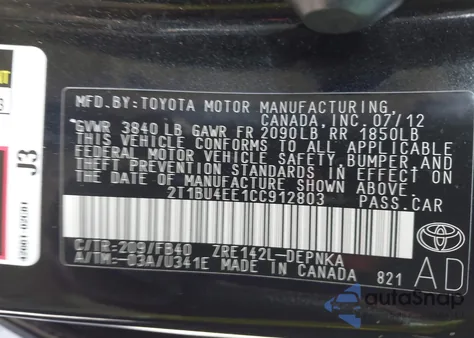 MFD.BY:TOYOTA MOTOR MANUFACTURING,
CANADA,INC.07/12
GVWR 3840 LB GAWR FR 2090LB RR 1850LB
THIS VEHICLE CONFORMS TO ALL APPLICABLE
FEDERAL MOTOR VEHICLE SAFETY,BUMPER AND
THEFT PREVENTION STANDARDS IN EFFECT ON
THE DATE OF MANUFACTURE SHOWN ABOVE.
2T1BU4EE1CC912803 PASS.CAR
C/TR:209/FB40 ZRE142L-DEPNKA
A/TM:-03A/U341E MADE IN CANADA 821
TOYOTA
AD
J3
autoSnap